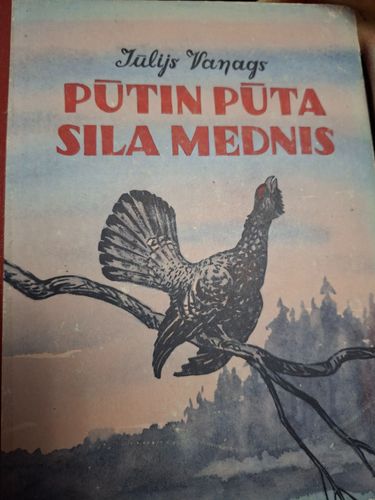 Jūlijs Vanags
PŪTIN PŪTA
SILA MEDNIS